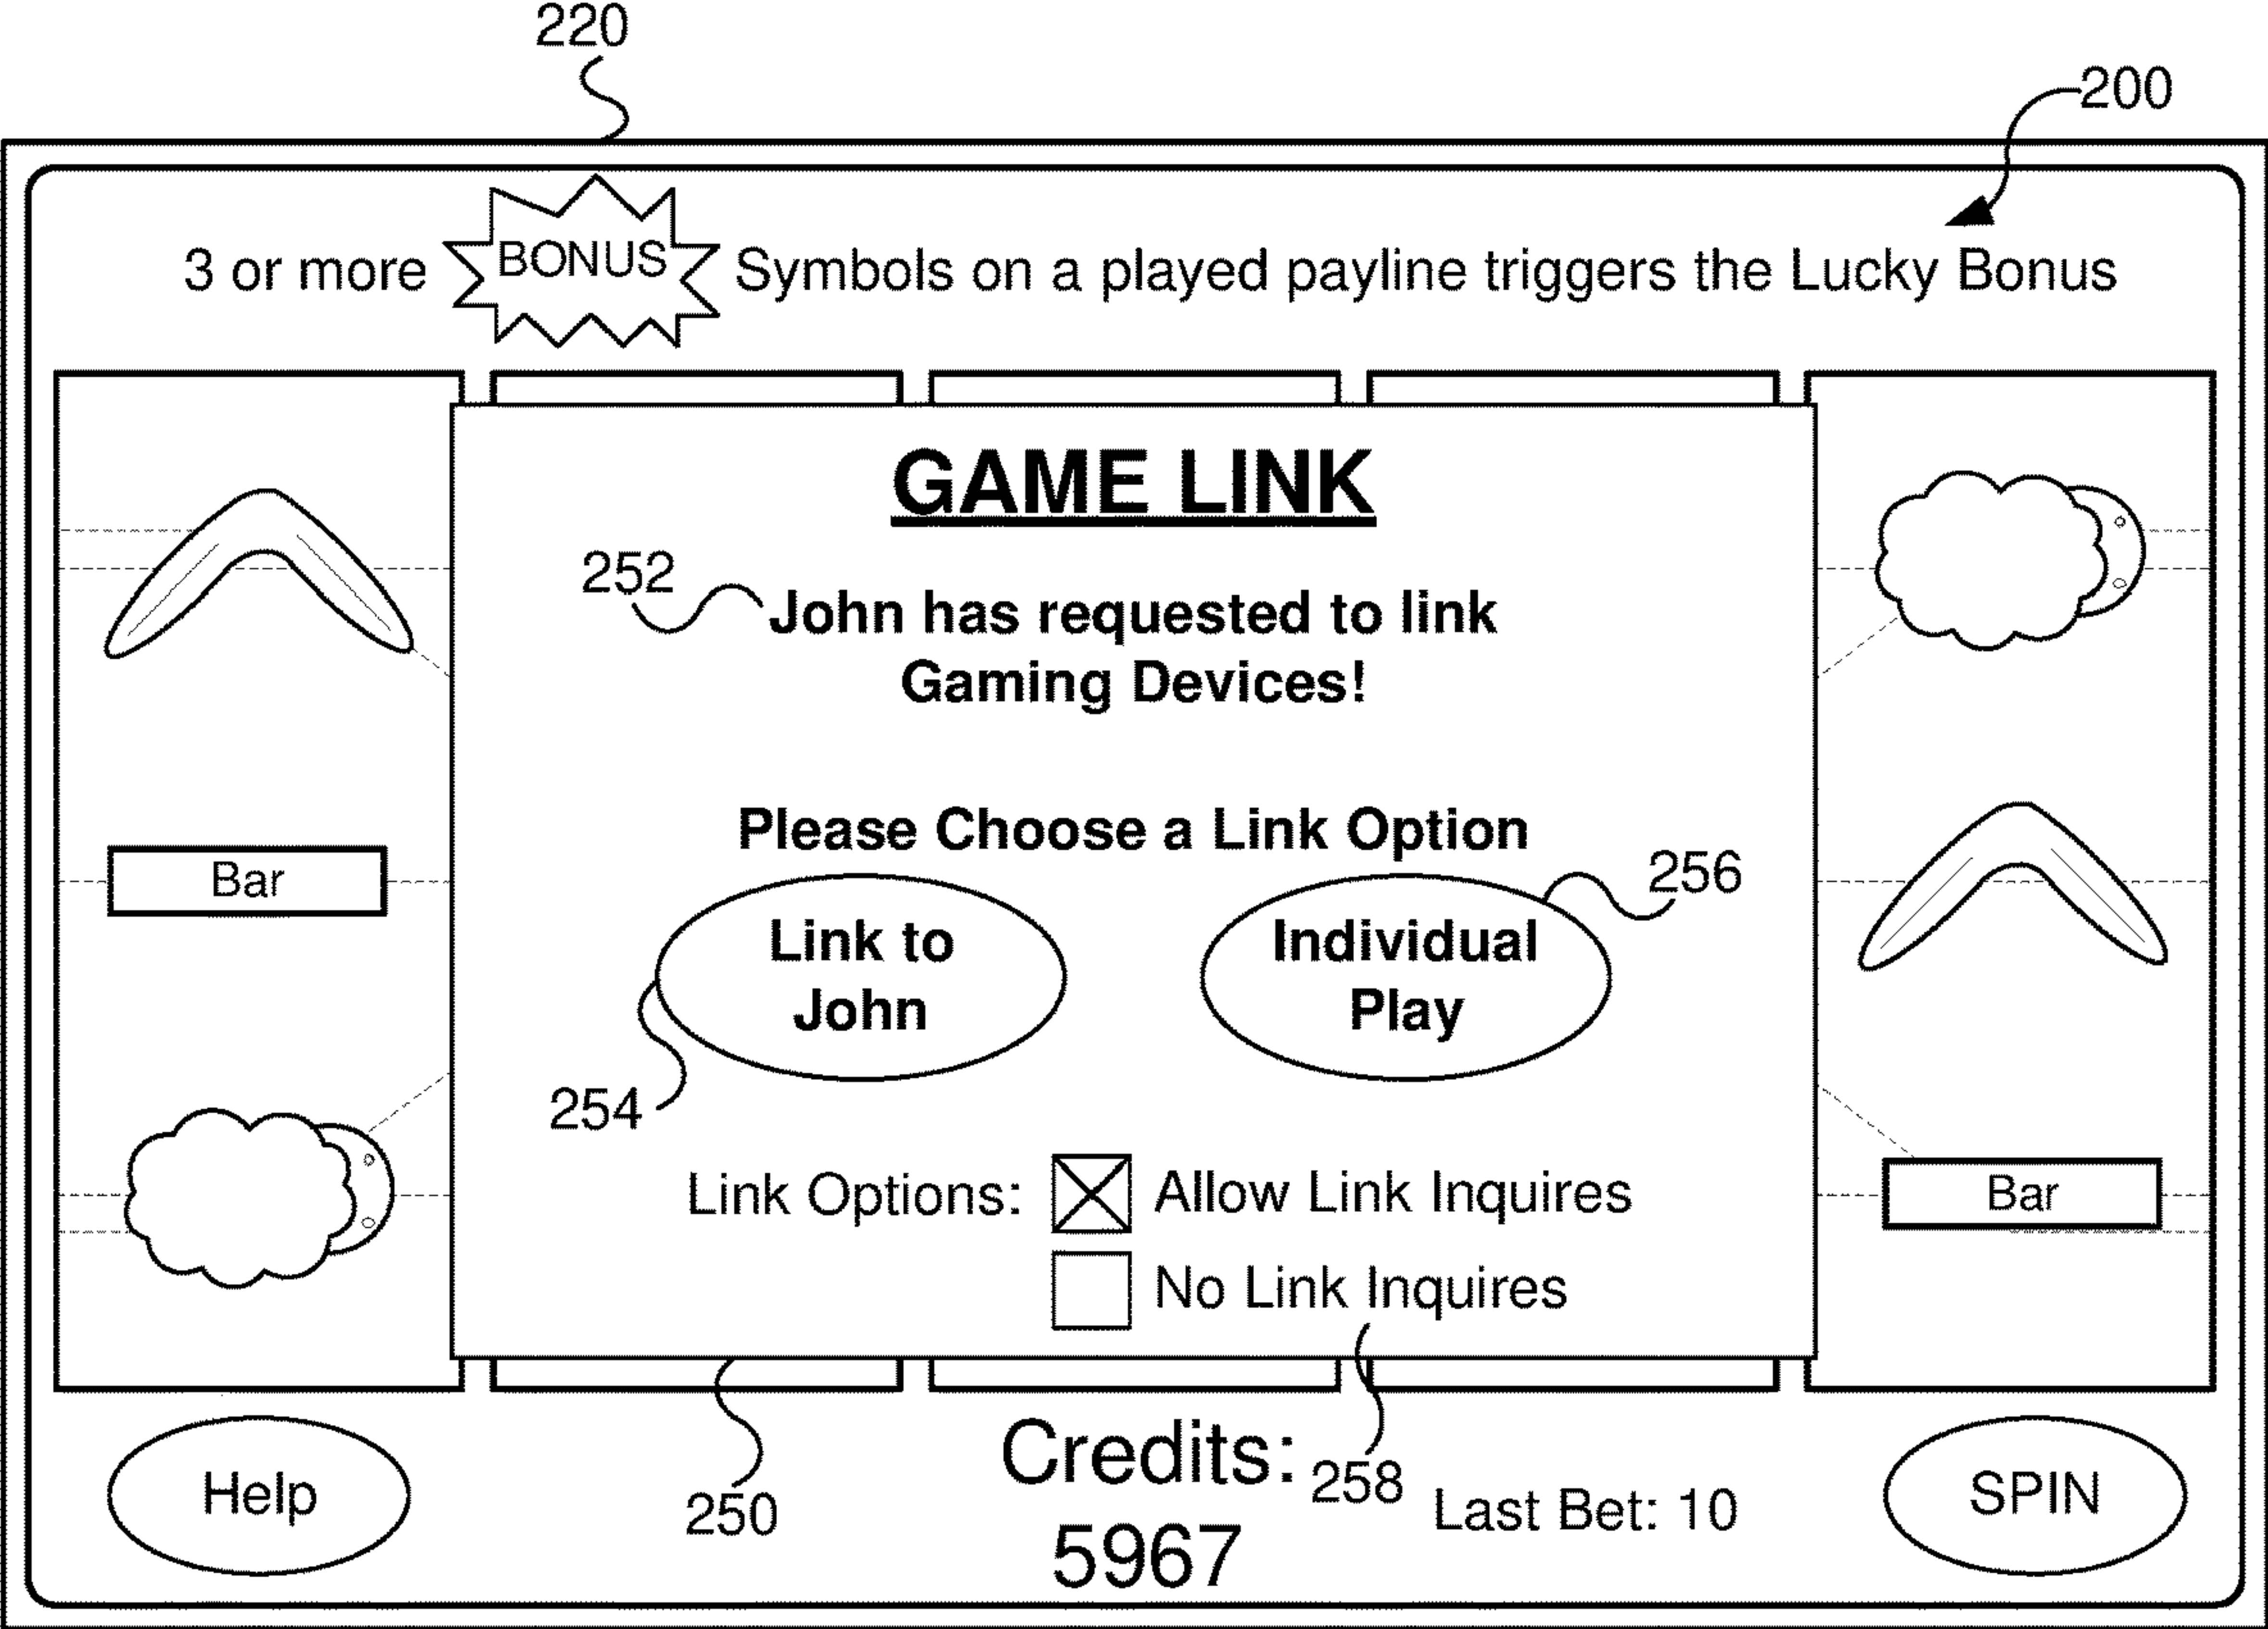 220
200
3 or more BONUS Symbols on a played payline triggers the Lucky Bonus
GAME LINK
252
John has requested to link
Gaming Devices!
Please Choose a Link Option
256
Link to
John
Individual
Play
254
Bar
Link Options: Allow Link Inquires
No Link Inquires
Bar
Help
250
Credits:
5967
258
Last Bet: 10
SPIN